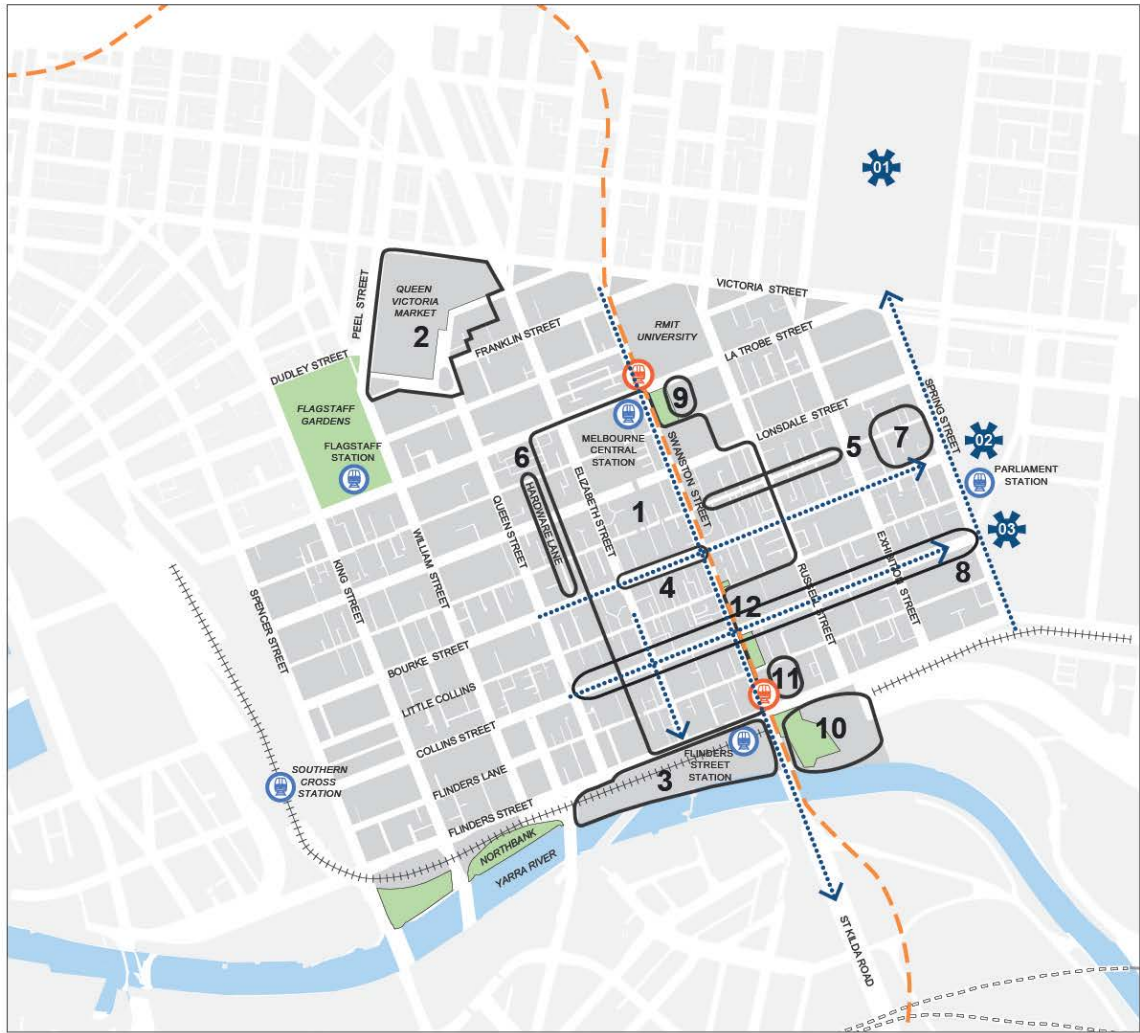 01
VICTORIA STREET
QUEEN
VICTORIA
MARKET
2
PEEL STREET
FRANKLIN STREET
RMIT
UNIVERSITY
LA TROBE STREET
DUDLEY STREET
FLAGSTAFF
GARDENS
FLAGSTAFF
STATION
9
MELBOURNE
CENTRAL
STATION
SWANSTON STREET
LONSDALE STREET
5
7
SPRING STREET
02
PARLIAMENT
STATION
6
HARDWARE LANE
ELIZABETH STREET
1
QUEEN STREET
WILLIAM STREET
KING STREET
SPENCER STREET
03
EXHIBITION STREET
8
RUSSELL STREET
4
12
BOURKE STREET
LITTLE COLLINS
COLLINS STREET
11
10
FLINDERS
STREET
STATION
3
SOUTHERN
CROSS
STATION
FLINDERS LANE
FLINDERS STREET
NORTHBANK
YARRA RIVER
ST KILDA ROAD